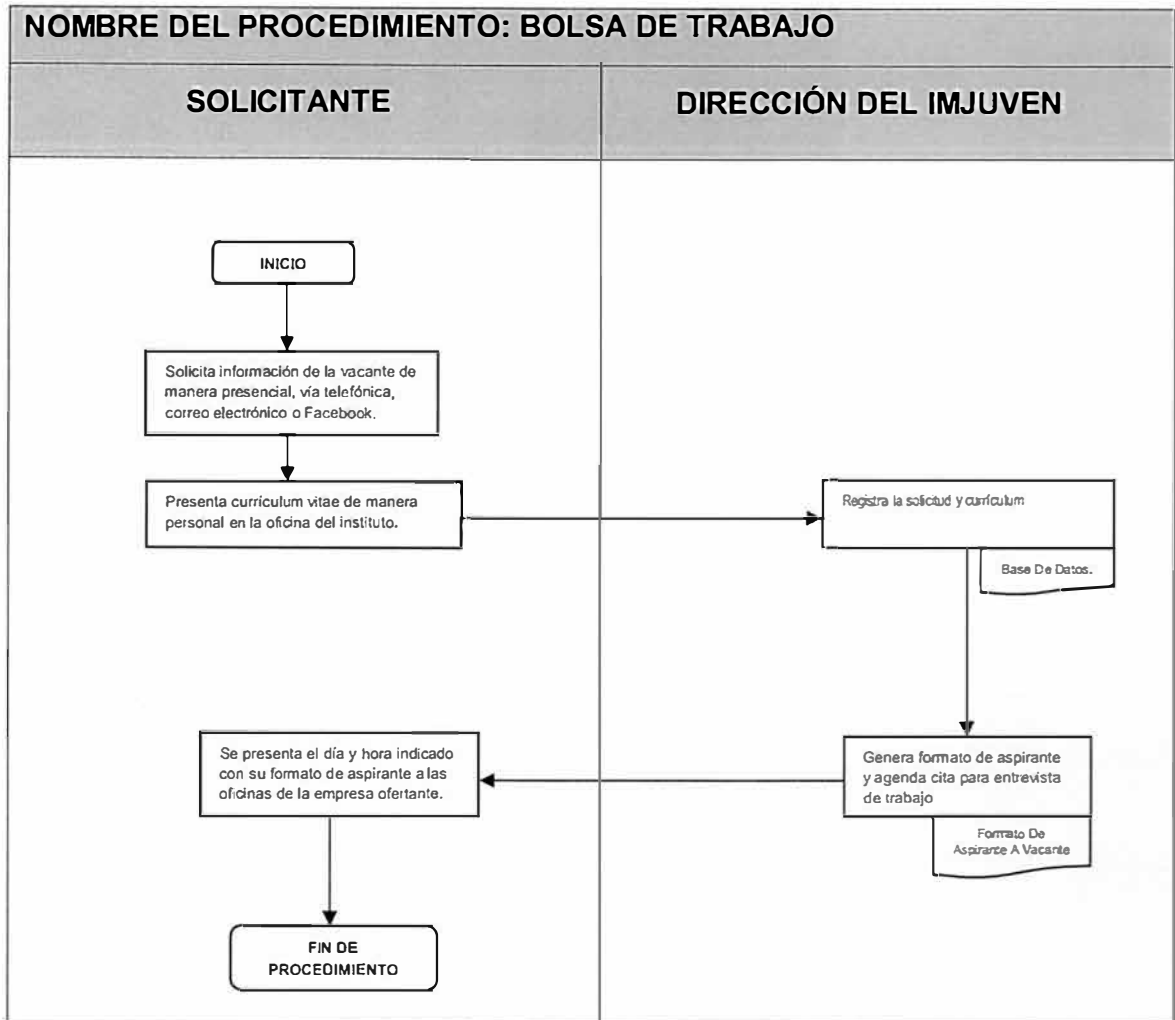 NOMBRE DEL PROCEDIMIENTO: BOLSA DE TRABAJO
SOLICITANTE
DIRECCIÓN DEL IMJUVEN
INICIO
Solicita información de la vacante de
manera presencial, vía telefónica,
correo electrónico o Facebook.
Presenta currículum vitae de manera
personal en la oficina del instituto.
Registra la solicitud y currículum
Base De Datos.
Genera formato de aspirante
y agenda cita para entrevista
de trabajo
Formato De
Aspirante A Vacante
Se presenta el día y hora indicado
con su formato de aspirante a las
oficinas de la empresa ofertante.
FIN DE
PROCEDIMIENTO